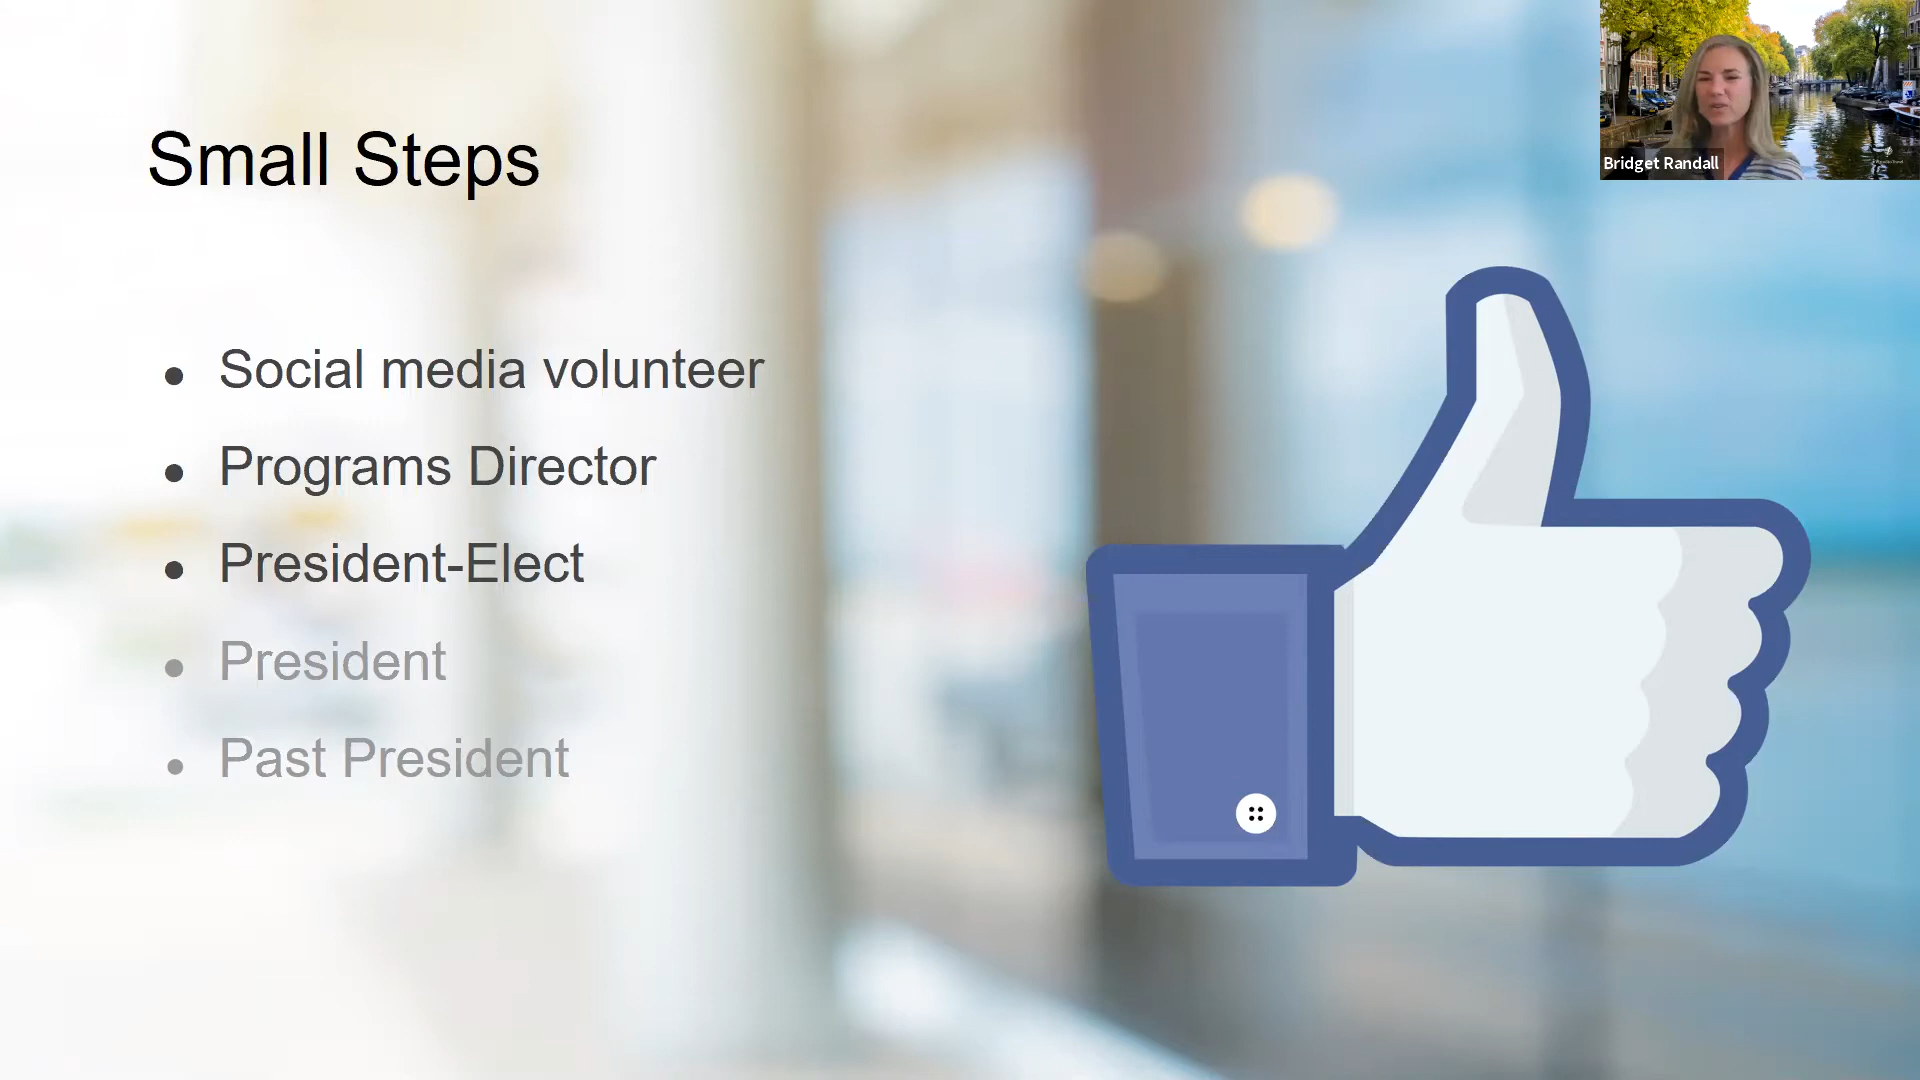 Small Steps
Social media volunteer
Programs Director
President-Elect
President
Past President
Bridget Randall